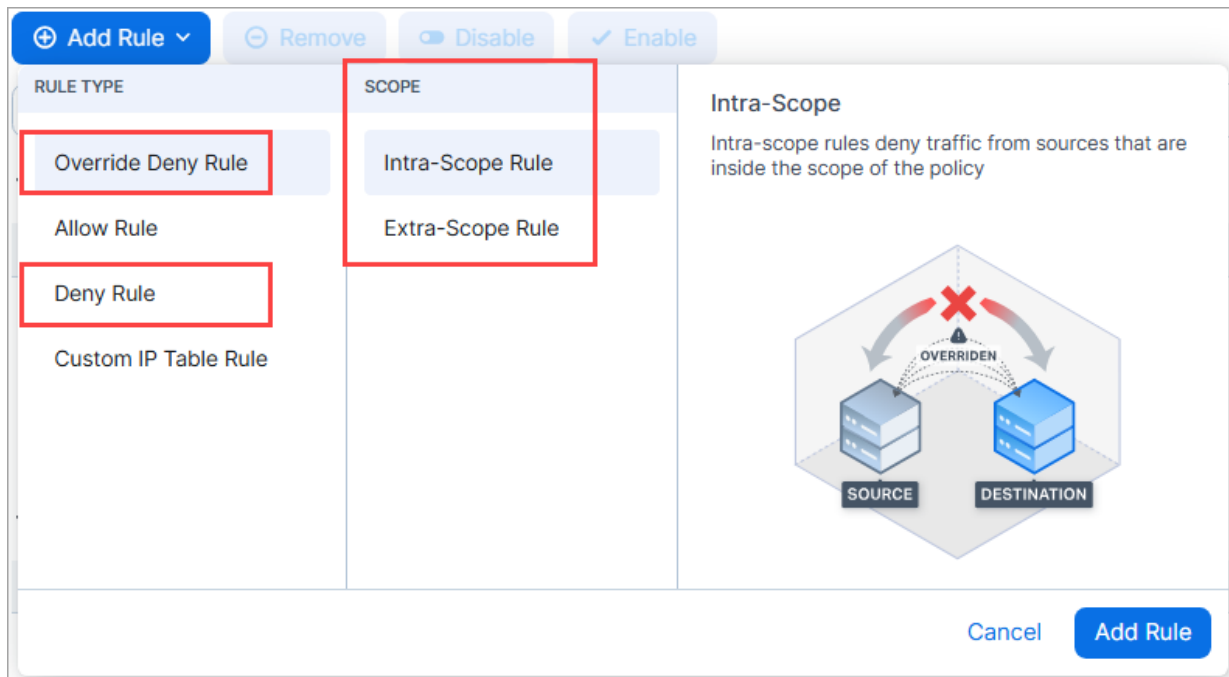 Add Rule
Remove
Disable
Enable
RULE TYPE
Override Deny Rule
Allow Rule
Deny Rule
Custom IP Table Rule
SCOPE
Intra-Scope Rule
Extra-Scope Rule
Intra-Scope
Intra-scope rules deny traffic from sources that are
inside the scope of the policy
OVERRIDEN
SOURCE
DESTINATION
Cancel
Add Rule